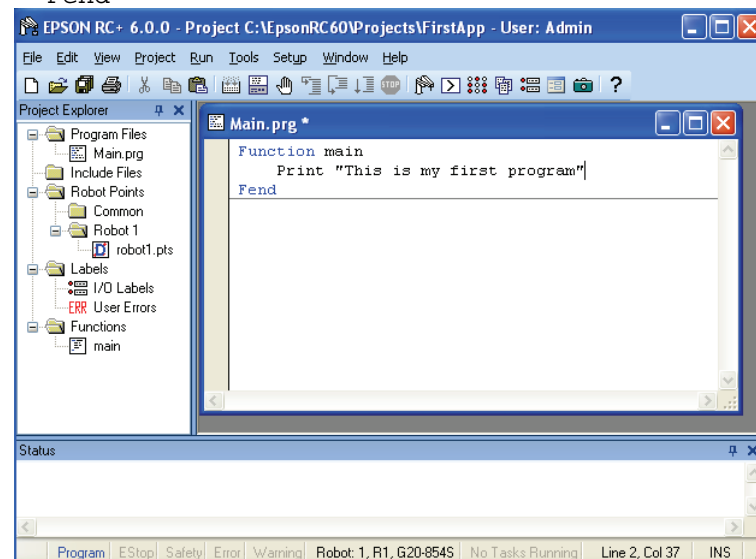 Fend
EPSON RC+ 6.0.0 - Project C:\EpsonRC60\Projects\FirstApp - User: Admin
File Edit View Project Run Tools Setup Window Help
STOP ?
Project Explorer
Program Files
Main.prg
Include Files
Robot Points
Common
Robot 1
robot1.pts
Labels
I/O Labels
ERR User Errors
Functions
main
Main.prg *
Function main
Print "This is my first program"
Fend
Status
Program EStop Safety Error Warning Robot: 1, R1, G20-854S No Tasks Running Line 2, Col 37 INS